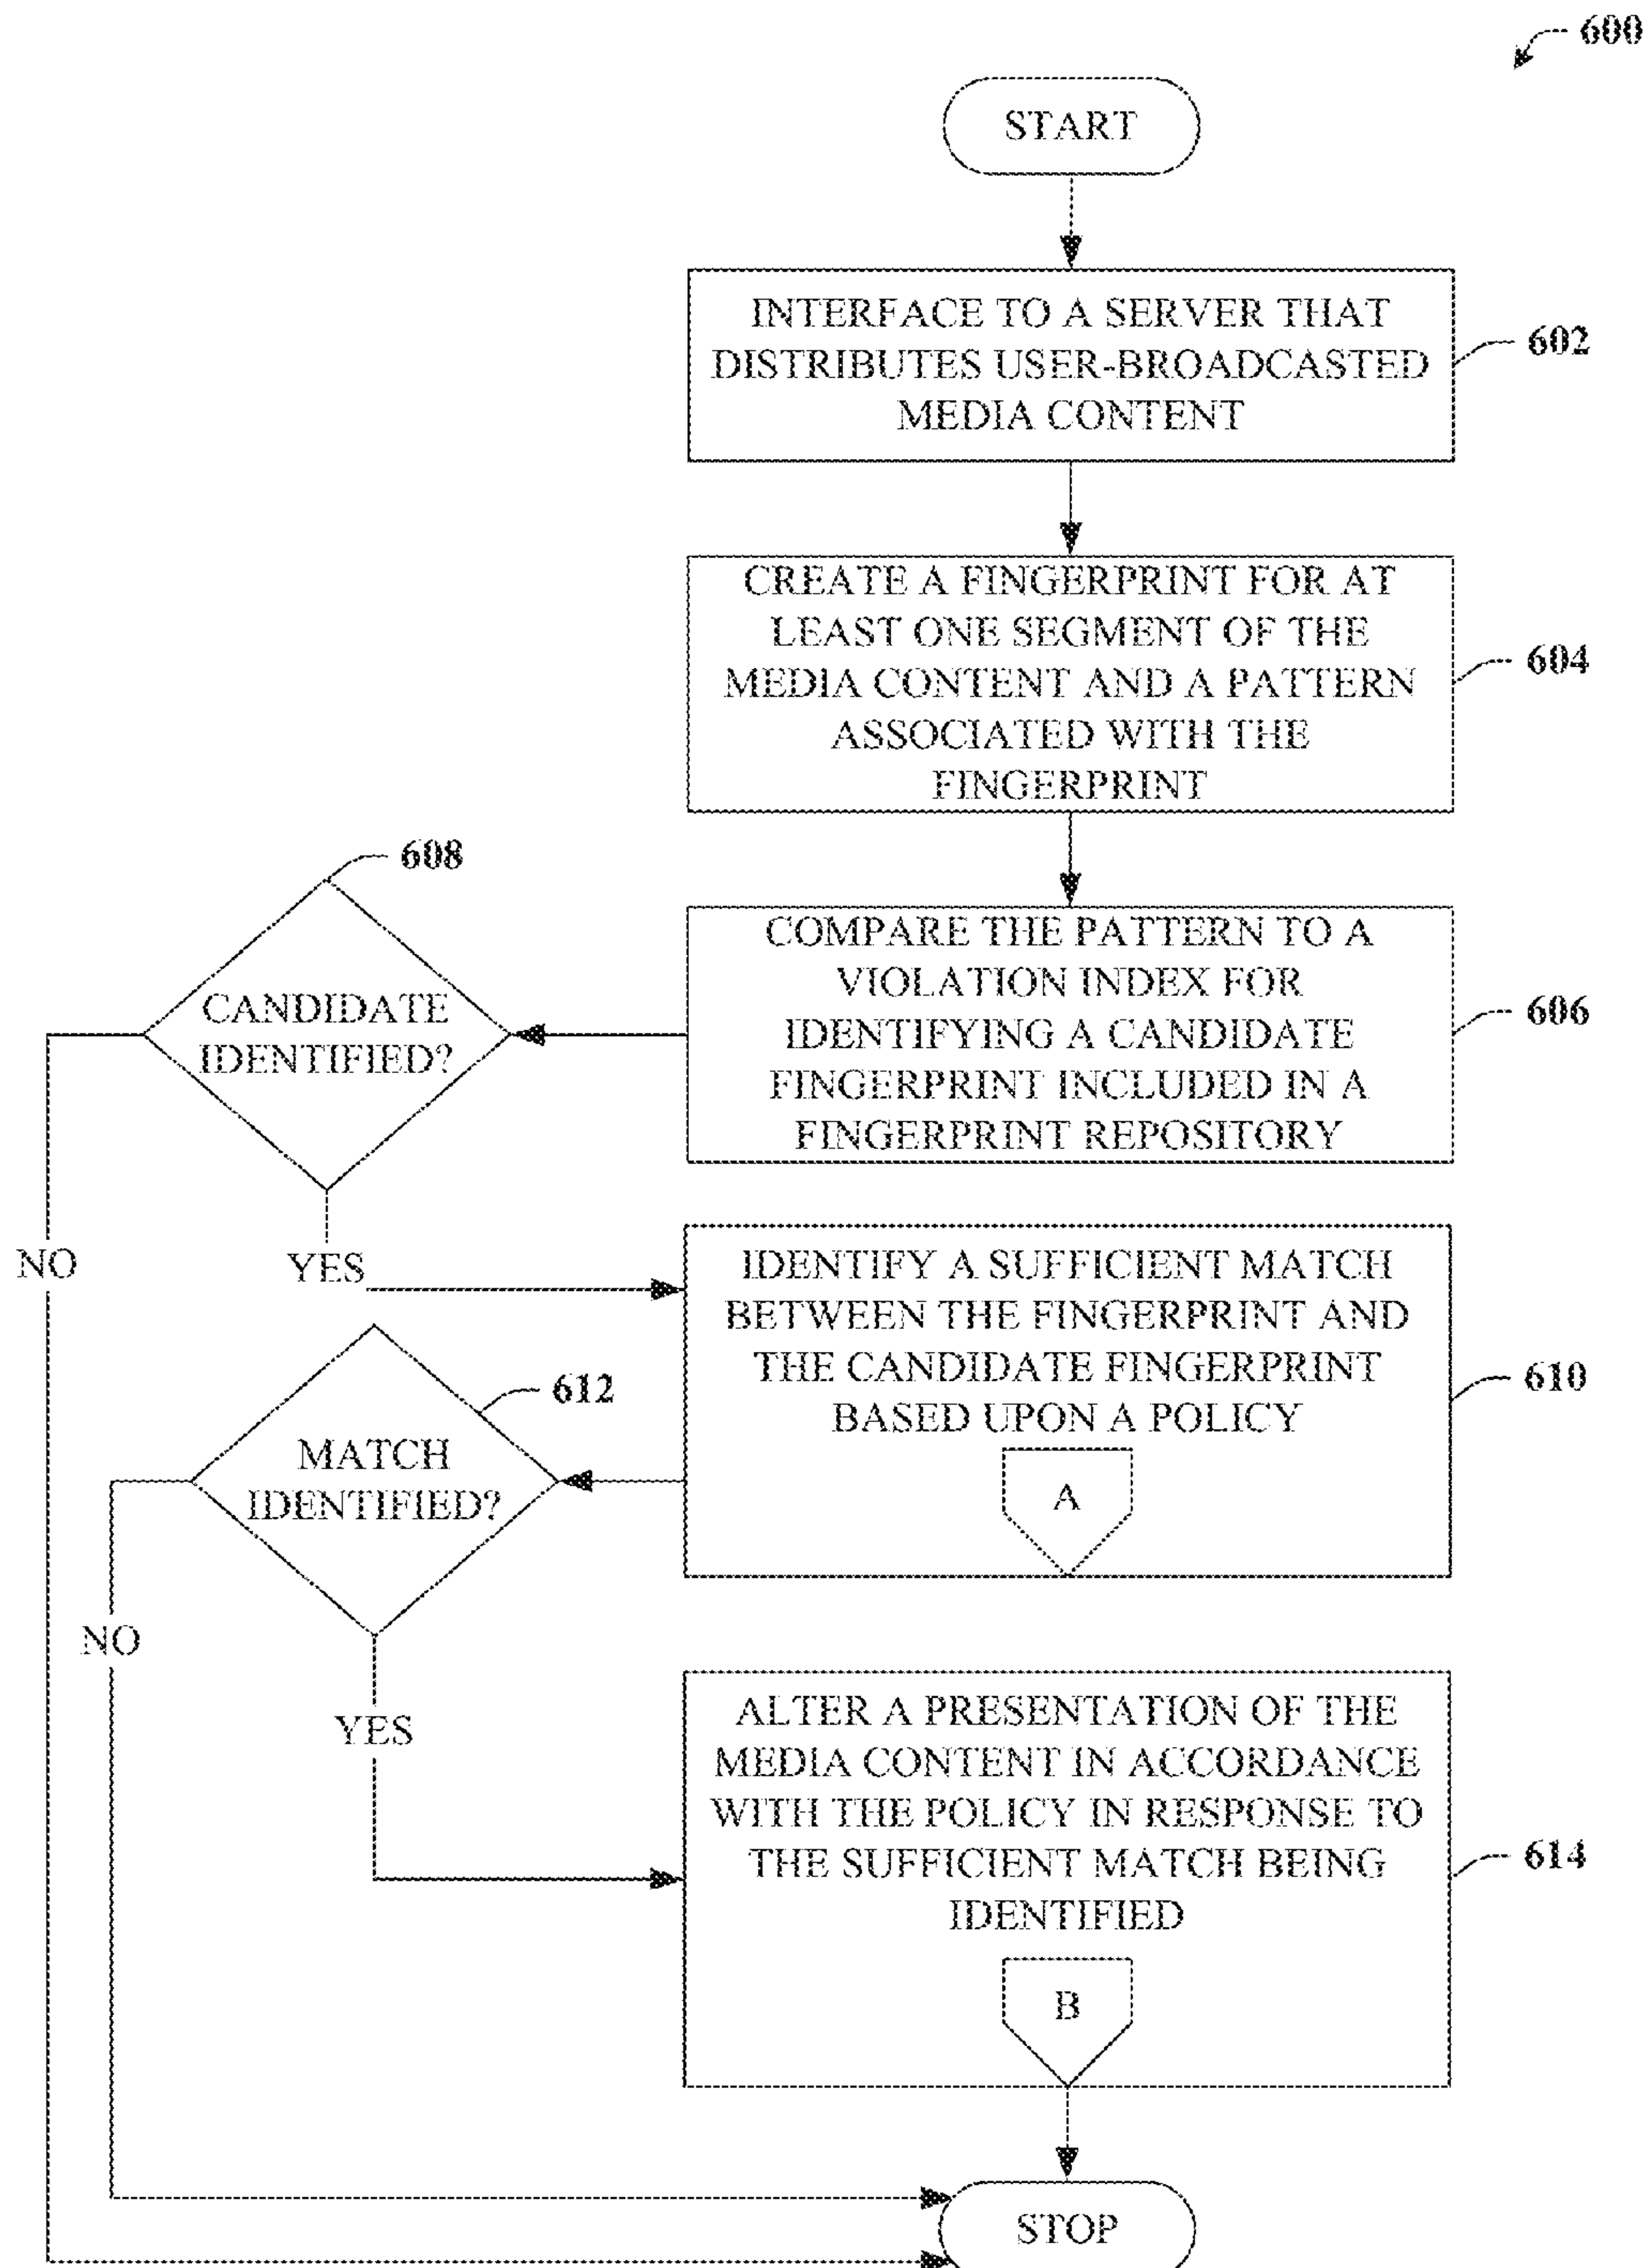 600
START
INTERFACE TO A SERVER THAT
DISTRIBUTES USER-BROADCASTED
MEDIA CONTENT
602
CREATE A FINGERPRINT FOR AT
LEAST ONE SEGMENT OF THE
MEDIA CONTENT AND A PATTERN
ASSOCIATED WITH THE
FINGERPRINT
604
608
CANDIDATE
IDENTIFIED?
COMPARE THE PATTERN TO A
VIOLATION INDEX FOR
IDENTIFYING A CANDIDATE
FINGERPRINT INCLUDED IN A
FINGERPRINT REPOSITORY
606
NO
YES
IDENTIFY A SUFFICIENT MATCH
BETWEEN THE FINGERPRINT AND
THE CANDIDATE FINGERPRINT
BASED UPON A POLICY
A
610
612
MATCH
IDENTIFIED?
NO
YES
ALTER A PRESENTATION OF THE
MEDIA CONTENT IN ACCORDANCE
WITH THE POLICY IN RESPONSE TO
THE SUFFICIENT MATCH BEING
IDENTIFIED
B
614
STOP